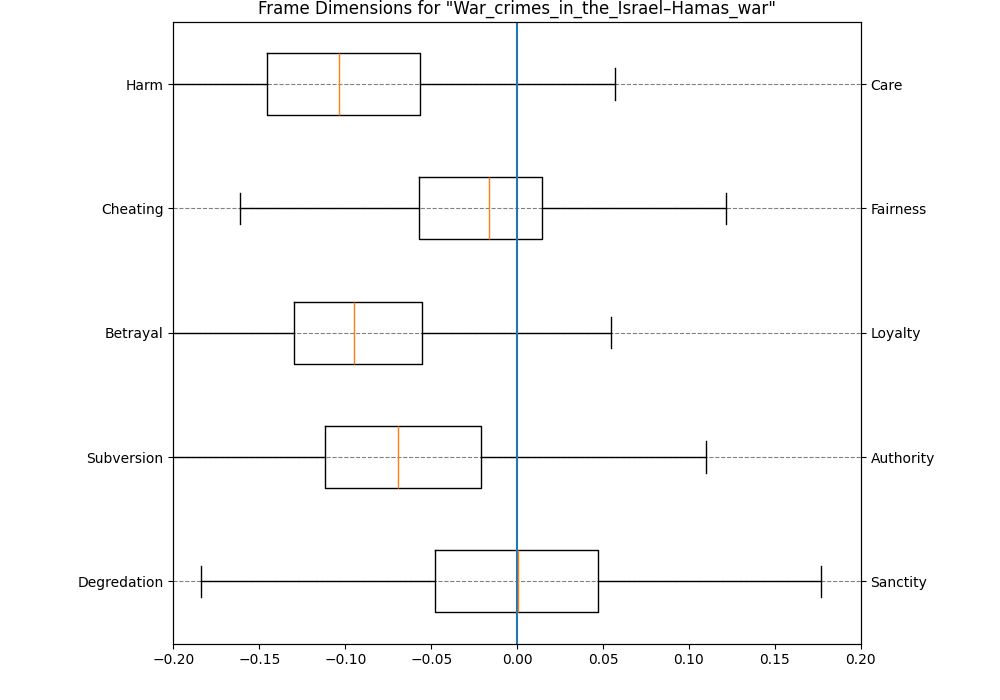 Frame Dimensions for "War_crimes_in_the_Israel–Hamas_war"
Harm Care
Cheating Fairness
Betrayal Loyalty
Subversion Authority
Degredation Sanctity
−0.20 −0.15 −0.10 −0.05 0.00 0.05 0.10 0.15 0.20